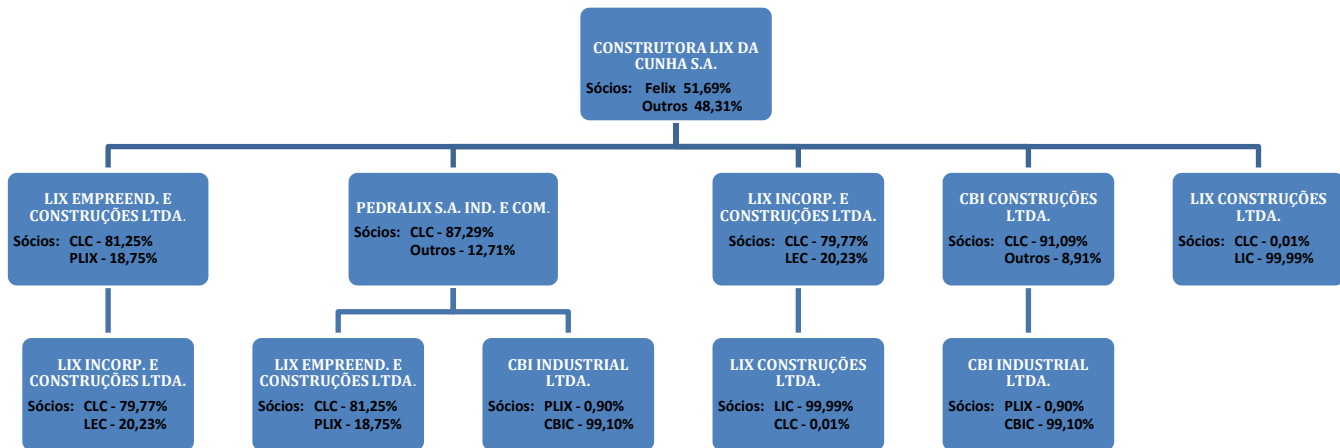 CONSTRUTORA LIX DA
CUNHA S.A.
Sócios: Felix 51,69%
Outros 48,31%
LIX EMPREEND. E
CONSTRUÇÕES LTDA.
Sócios: CLC - 81,25%
PLIX - 18,75%
PEDRALIX S.A. IND. E COM.
Sócios: CLC - 87,29%
Outros - 12,71%
LIX INCORP. E
CONSTRUÇÕES LTDA.
Sócios: CLC - 79,77%
LEC - 20,23%
CBI CONSTRUÇÕES
LTDA.
Sócios: CLC - 91,09%
Outros - 8,91%
LIX CONSTRUÇÕES
LTDA.
Sócios: CLC - 0,01%
LIC - 99,99%
LIX INCORP. E
CONSTRUÇÕES LTDA.
Sócios: CLC - 79,77%
LEC - 20,23%
LIX EMPREEND. E
CONSTRUÇÕES LTDA.
Sócios: CLC - 81,25%
PLIX - 18,75%
CBI INDUSTRIAL
LTDA.
Sócios: PLIX - 0,90%
CBIC - 99,10%
LIX CONSTRUÇÕES
LTDA.
Sócios: LIC - 99,99%
CLC - 0,01%
CBI INDUSTRIAL
LTDA.
Sócios: PLIX - 0,90%
CBIC - 99,10%